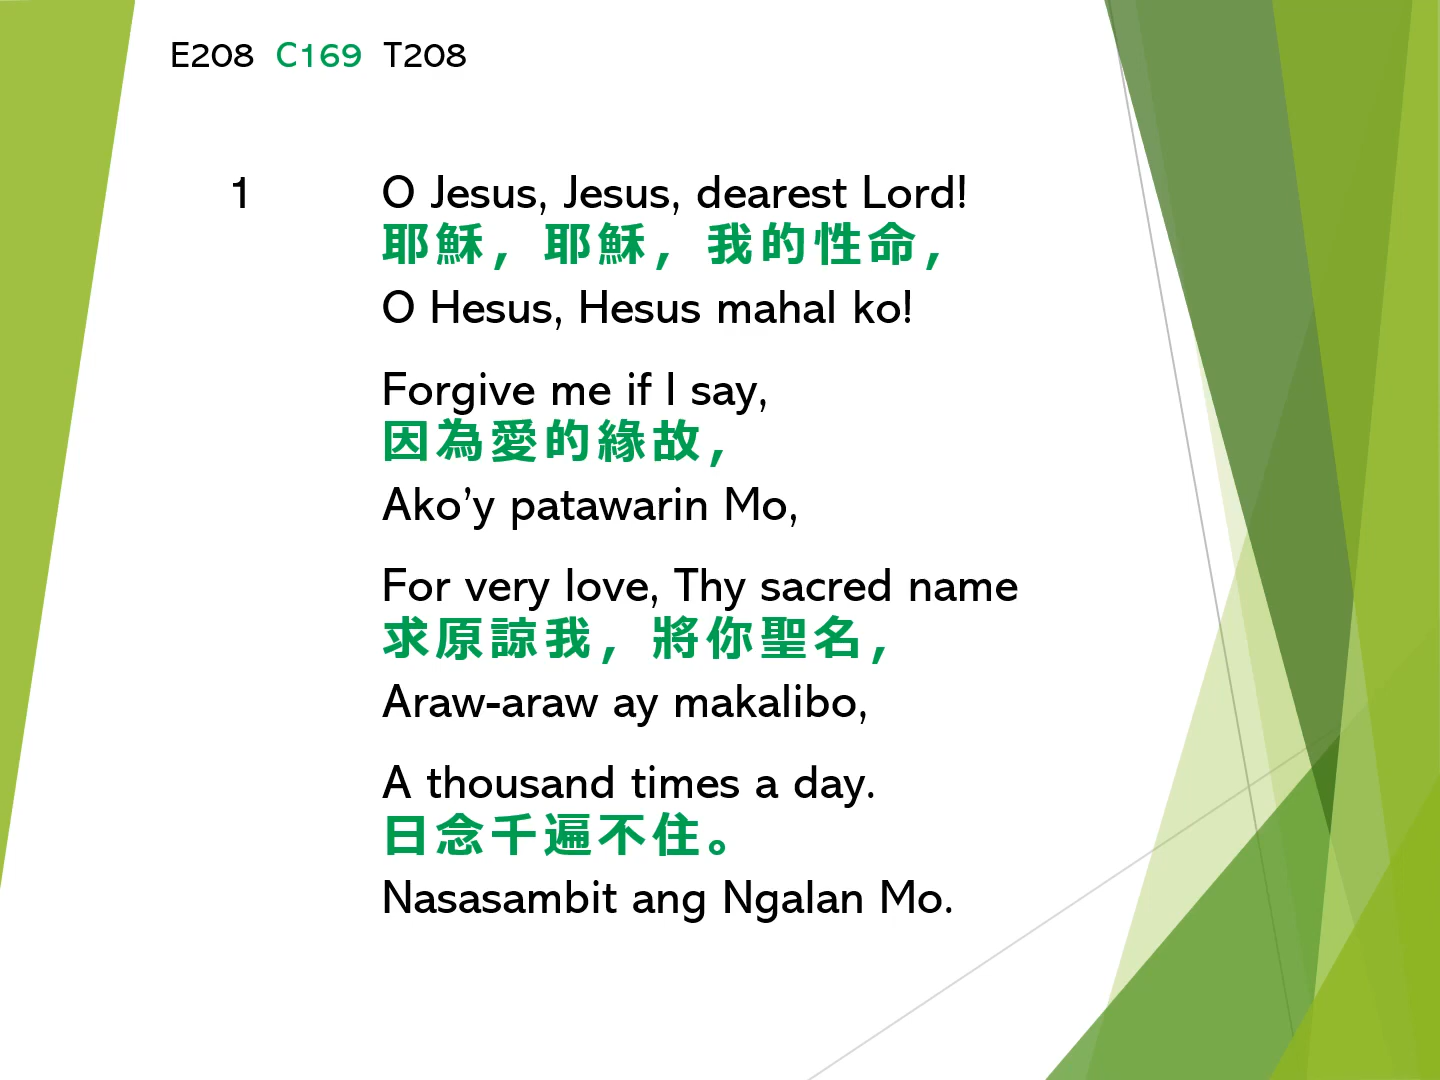 E208 C169 T208
1 O Jesus, Jesus, dearest Lord!
耶穌，耶穌，我的性命，
O Hesus, Hesus mahal ko!
Forgive me if I say,
因為愛的緣故，
Ako’y patawarin Mo,
For very love, Thy sacred name
求原諒我，將你聖名，
Araw-araw ay makalibo,
A thousand times a day.
日念千遍不住。
Nasasambit ang Ngalan Mo.